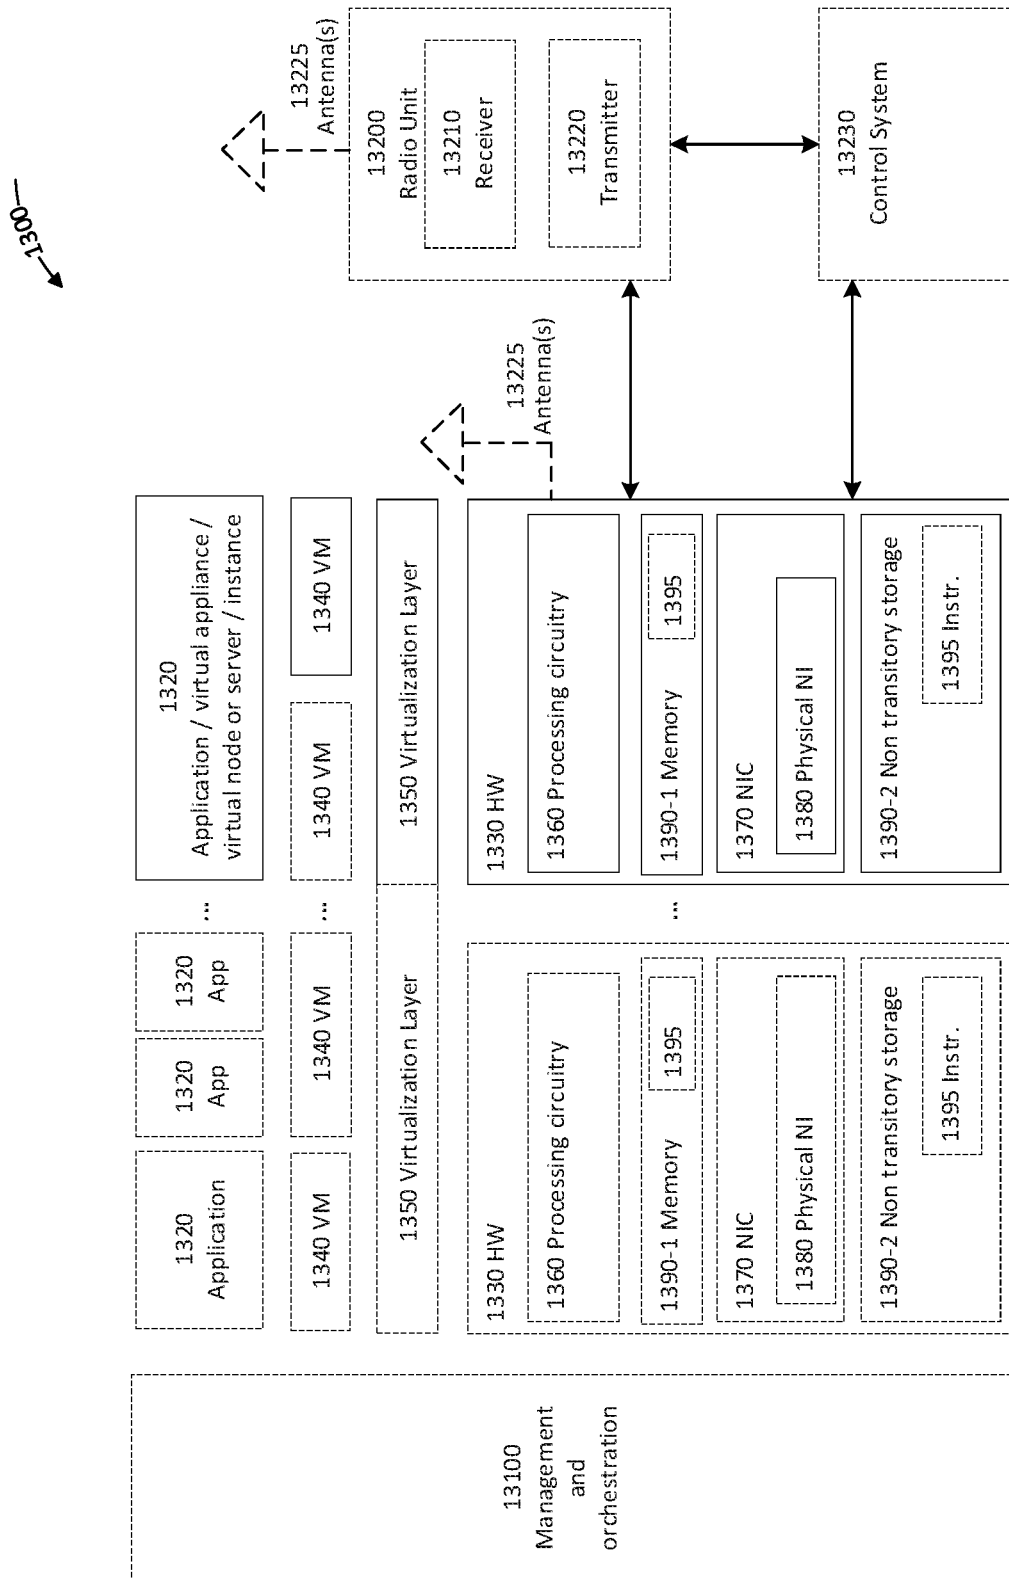 1300
13100
Management
and
orchestration
1320
Application
1320
App
1320
App
...
1320
Application / virtual appliance /
virtual node or server / instance
1340 VM
1340 VM
...
1340 VM
1340 VM
1350 Virtualization Layer
1350 Virtualization Layer
1330 HW
1360 Processing circuitry
1390-1 Memory
1395
1370 NIC
1380 Physical NI
1390-2 Non transitory storage
1395 Instr.
...
1330 HW
1360 Processing circuitry
1390-1 Memory
1395
1370 NIC
1380 Physical NI
1390-2 Non transitory storage
1395 Instr.
13225
Antenna(s)
13225
Antenna(s)
13200
Radio Unit
13210
Receiver
13220
Transmitter
13230
Control System